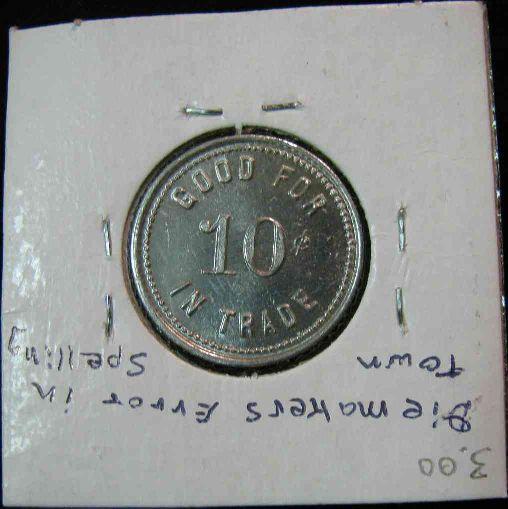 GOOD FOR
10¢
IN TRADE
3.00
Die makers Error in
Town Spelling